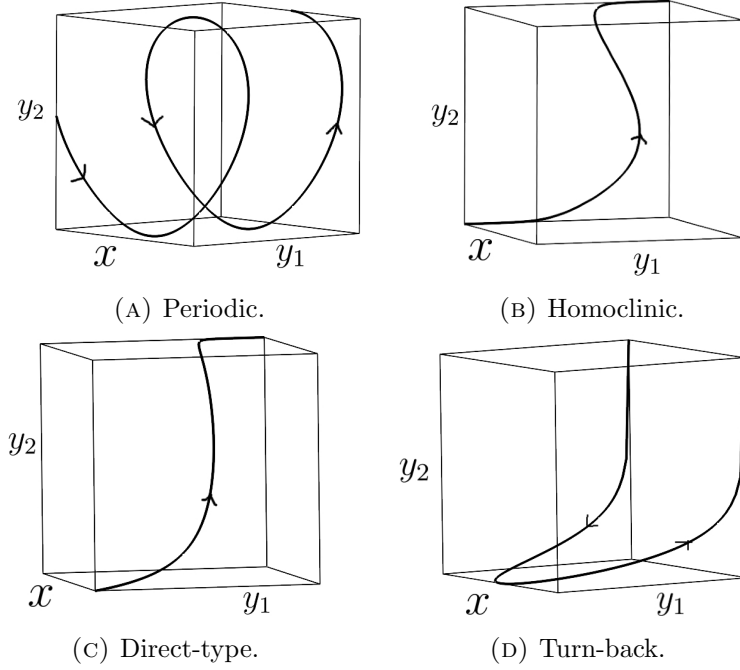 y₂
x
y₁
(A) Periodic.
y₂
x
y₁
(B) Homoclinic.
y₂
x
y₁
(C) Direct-type.
y₂
x
y₁
(D) Turn-back.